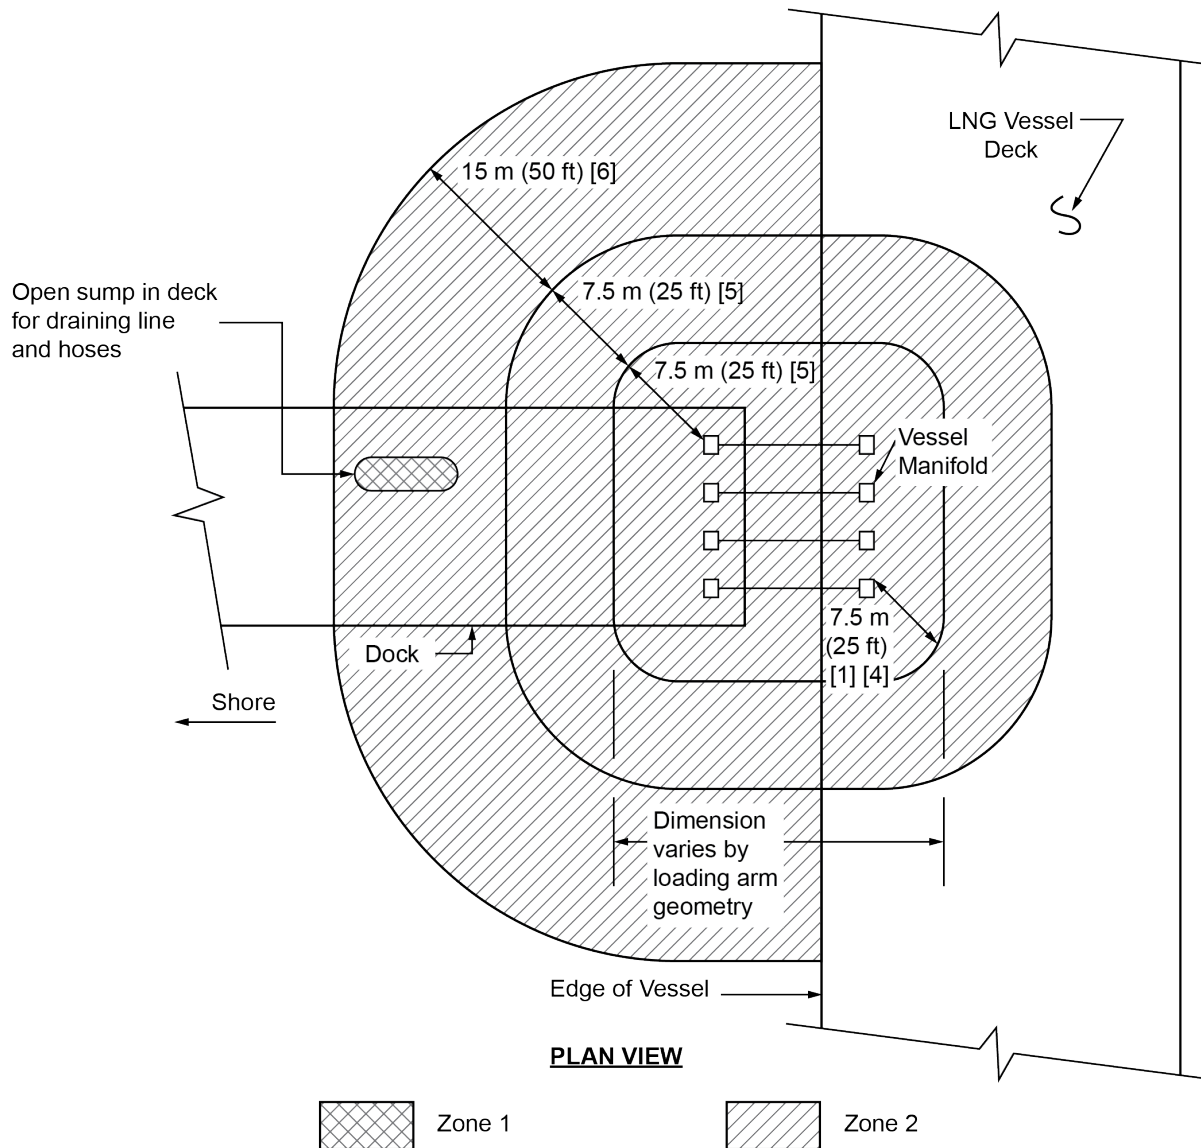 LNG Vessel
Deck
15 m (50 ft) [6]
Open sump in deck
for draining line
and hoses
7.5 m (25 ft) [5]
7.5 m (25 ft) [5]
Vessel
Manifold
7.5 m
(25 ft)
[1] [4]
Dock
Shore
Dimension
varies by
loading arm
geometry
Edge of Vessel
PLAN VIEW
Zone 1
Zone 2